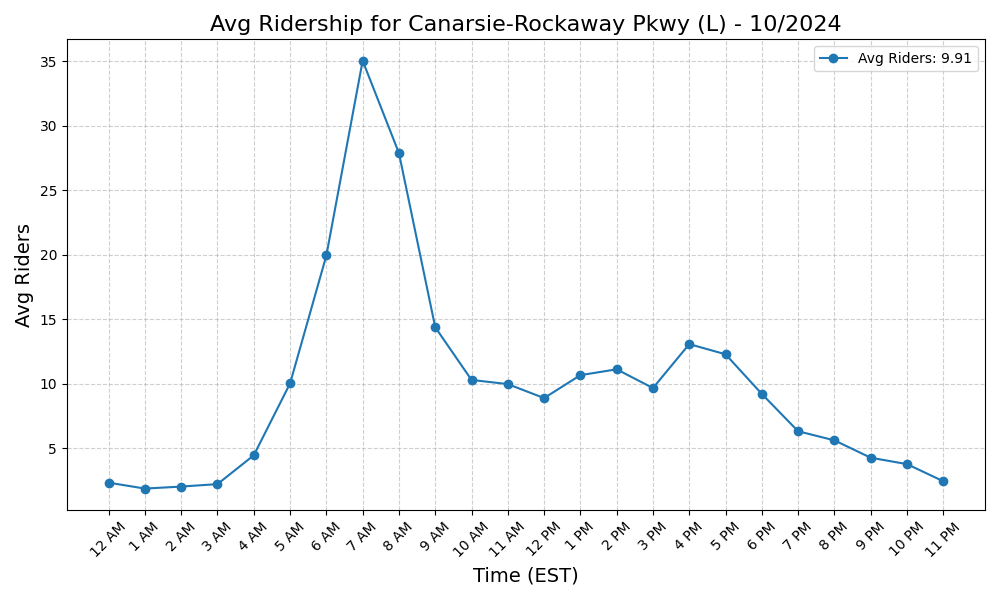 Avg Ridership for Canarsie-Rockaway Pkwy (L) - 10/2024
Avg Riders: 9.91
Avg Riders
35
30
25
20
15
10
5
12 AM
1 AM
2 AM
3 AM
4 AM
5 AM
6 AM
7 AM
8 AM
9 AM
10 AM
11 AM
12 PM
1 PM
2 PM
3 PM
4 PM
5 PM
6 PM
7 PM
8 PM
9 PM
10 PM
11 PM
Time (EST)